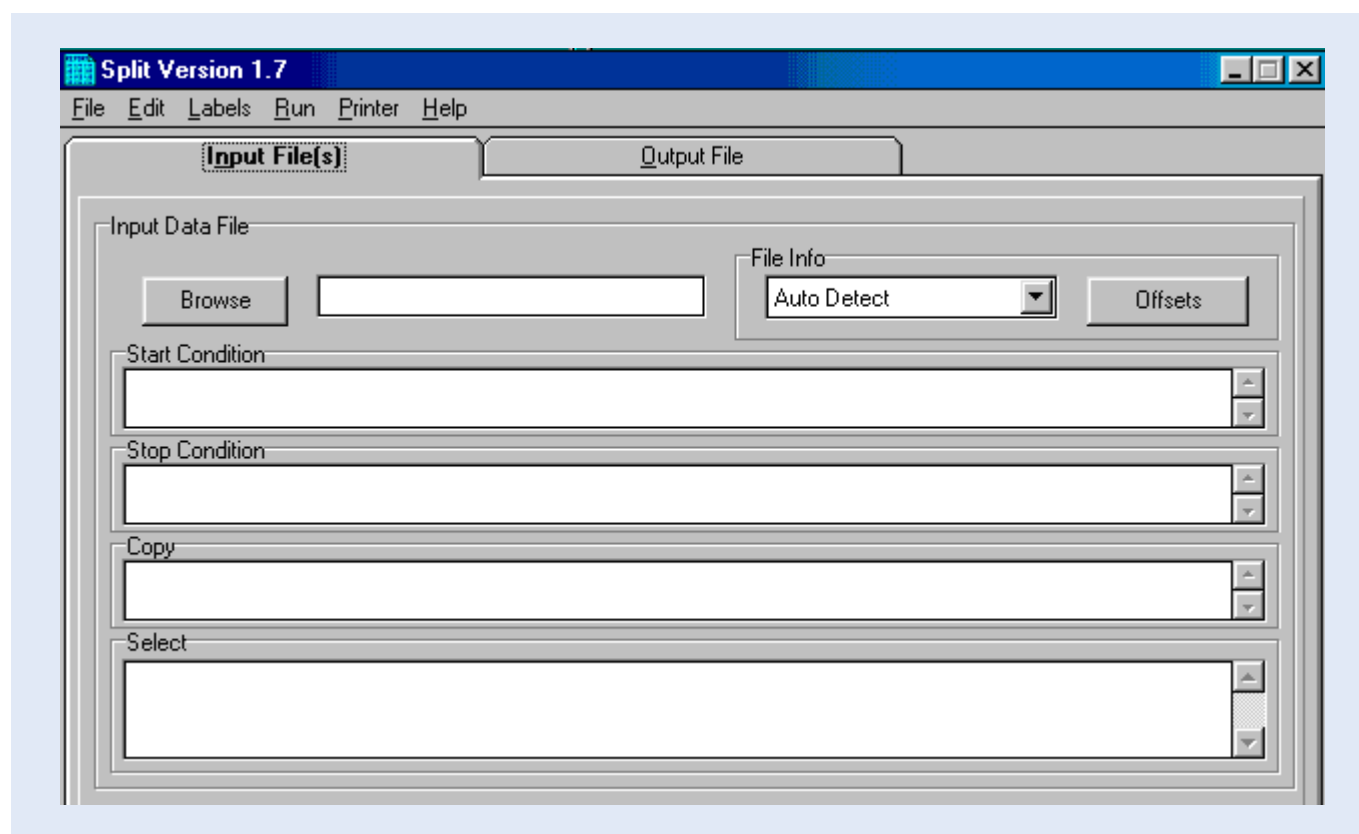 Split Version 1.7
File Edit Labels Run Printer Help
Input File(s) Output File
Input Data File
File Info
Browse Auto Detect Offsets
Start Condition
Stop Condition
Copy
Select